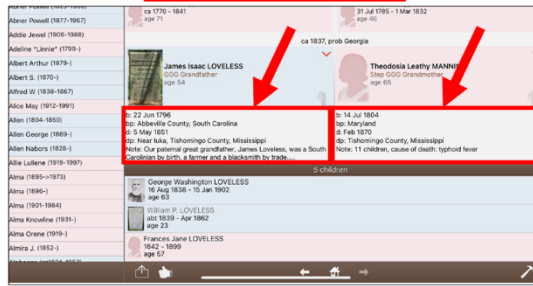 Abner Powell (1877-1967)
Addie Jewel (1906-1988)
Adeline "Linnie" (1799-)
Albert Arthur (1879-)
Albert S. (1870-)
Alfred W (1838-1867)
Alice May (1912-1991)
Allen (1804-1850)
Allen George (1869-)
Allen Nabors (1828-)
Allie Lullene (1919-1997)
Alma (1895->1973)
Alma (1896-)
Alma (1901-1984)
Alma Knowline (1931-)
Alma Orene (1919-)
Almira J. (1852-)
ca 1770 - 1841
age 71
31 Jul 1785 - 1 Mar 1832
age 46
ca 1837, prob Georgia
James Isaac LOVELESS
GGG Grandfather
age 54
Theodosia Leathy MANNI
Step GGG Grandmother
age 65
b: 22 Jun 1796
bp: Abbeville County, South Carolina
d: 5 May 1851
dp: Near Iuka, Tishomingo County, Mississippi
Note: Our paternal great grandfather, James Loveless, was a South
Carolinian by birth, a farmer and a blacksmith by trade....
b: 14 Jul 1804
bp: Maryland
d: Feb 1870
dp: Tishomingo County, Mississippi
Note: 11 children, cause of death: typhoid fever
5 children
George Washington LOVELESS
16 Aug 1838 - 15 Jan 1902
age 63
William P. LOVELESS
abt 1839 - Apr 1862
age 23
Frances Jane LOVELESS
1842 - 1899
age 57